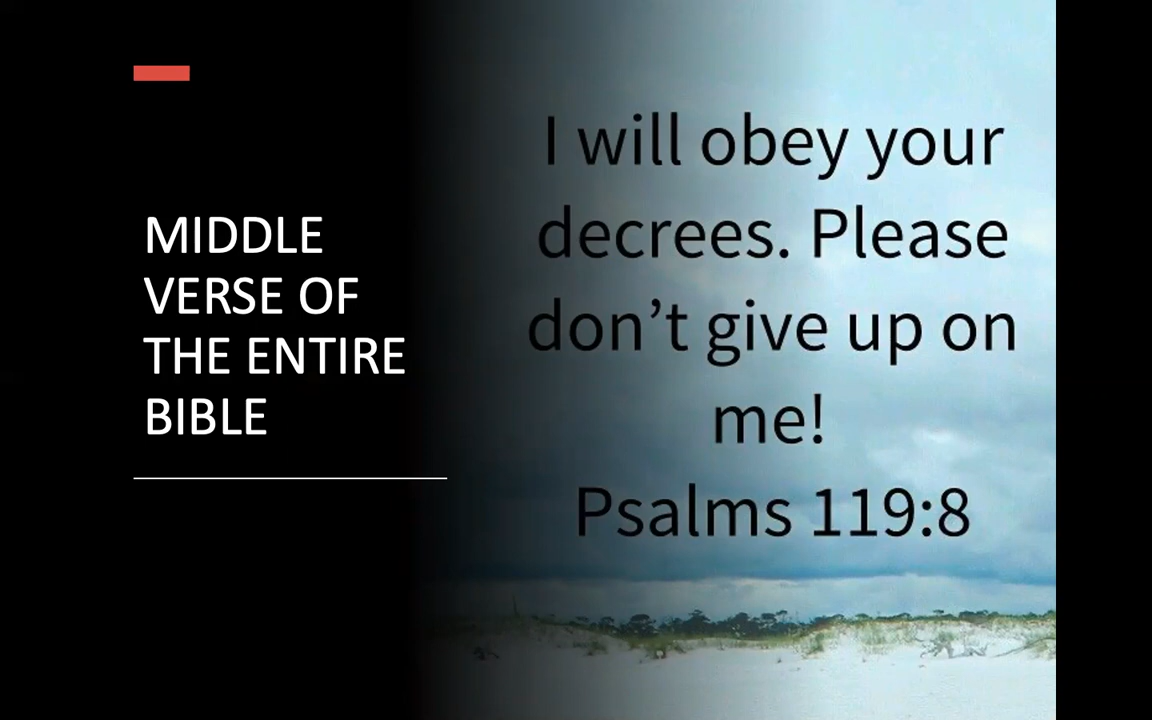 MIDDLE
VERSE OF
THE ENTIRE
BIBLE
I will obey your
decrees. Please
don’t give up on
me!
Psalms 119:8